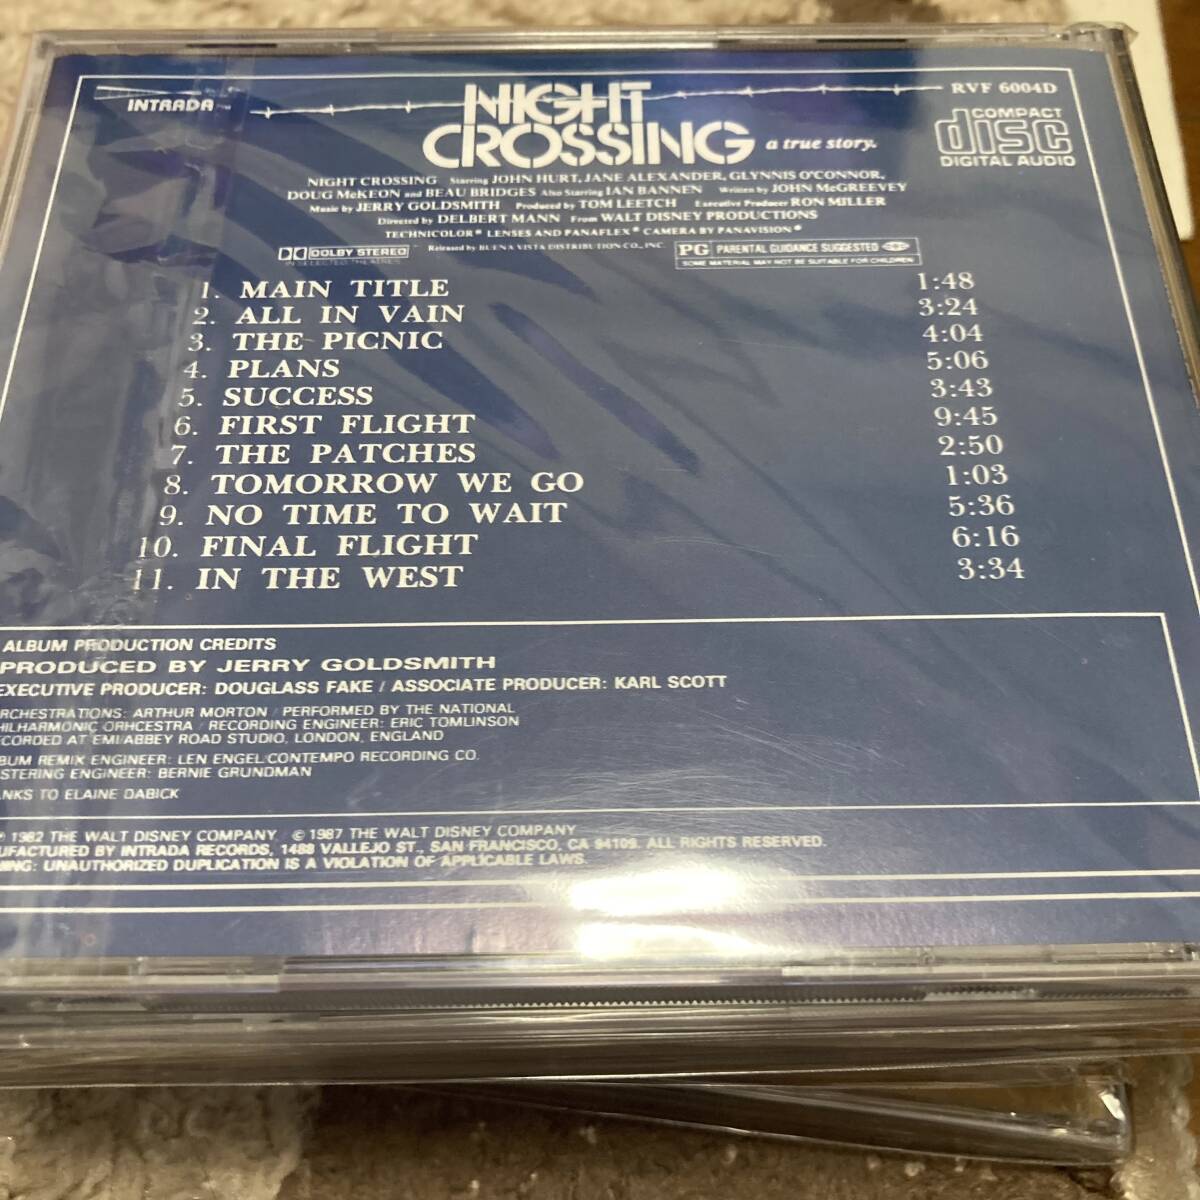 INTRADA
NIGHT CROSSING a true story.
RVF 6004D
COMPACT disc DIGITAL AUDIO
NIGHT CROSSING Starring JOHN HURT, JANE ALEXANDER, GLYNNIS O'CONNOR,
DOUG McKEON and BEAU BRIDGES Also Starring IAN BANNEN Written by JOHN McGREEVEY
Music by JERRY GOLDSMITH Produced by TOM LEETCH Executive Producer RON MILLER
Directed by DELBERT MANN From WALT DISNEY PRODUCTIONS
TECHNICOLOR® LENSES AND PANAFLEX® CAMERA BY PANAVISION®
DOLBY STEREO IN SELECTED THEATRES
Released by BUENA VISTA DISTRIBUTION CO., INC.
PG PARENTAL GUIDANCE SUGGESTED
SOME MATERIAL MAY NOT BE SUITABLE FOR CHILDREN
1. MAIN TITLE 1:48
2. ALL IN VAIN 3:24
3. THE PICNIC 4:04
4. PLANS 5:06
5. SUCCESS 3:43
6. FIRST FLIGHT 9:45
7. THE PATCHES 2:50
8. TOMORROW WE GO 1:03
9. NO TIME TO WAIT 5:36
10. FINAL FLIGHT 6:16
11. IN THE WEST 3:34
ALBUM PRODUCTION CREDITS
PRODUCED BY JERRY GOLDSMITH
EXECUTIVE PRODUCER: DOUGLASS FAKE / ASSOCIATE PRODUCER: KARL SCOTT
RCHESTRATIONS: ARTHUR MORTON / PERFORMED BY THE NATIONAL
HILHARMONIC ORHCESTRA / RECORDING ENGINEER: ERIC TOMLINSON
CORDED AT EMI/ABBEY ROAD STUDIO, LONDON, ENGLAND
BUM REMIX ENGINEER: LEN ENGEL/CONTEMPO RECORDING CO.
STERING ENGINEER: BERNIE GRUNDMAN
ANKS TO ELAINE DABICK
℗ 1982 THE WALT DISNEY COMPANY / © 1987 THE WALT DISNEY COMPANY
UFACTURED BY INTRADA RECORDS, 1488 VALLEJO ST., SAN FRANCISCO, CA 94109. ALL RIGHTS RESERVED.
NING: UNAUTHORIZED DUPLICATION IS A VIOLATION OF APPLICABLE LAWS.